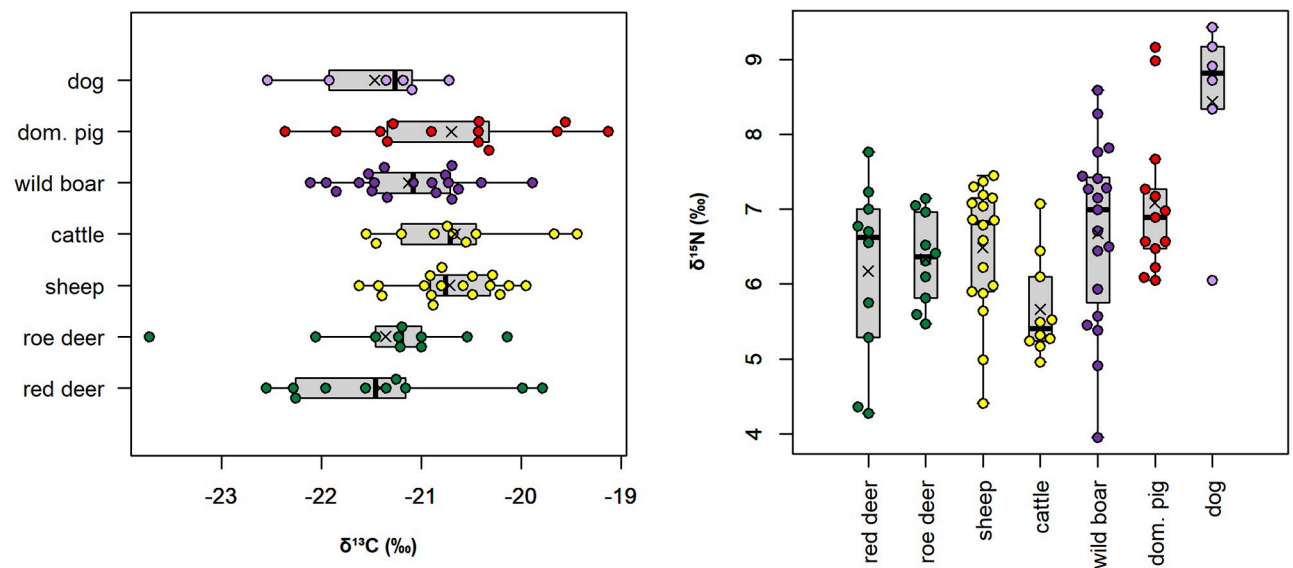 dog
dom. pig
wild boar
cattle
sheep
roe deer
red deer
-23 -22 -21 -20 -19
δ¹³C (‰)
9
8
7
6
5
4
δ¹⁵N (‰)
red deer
roe deer
sheep
cattle
wild boar
dom. pig
dog